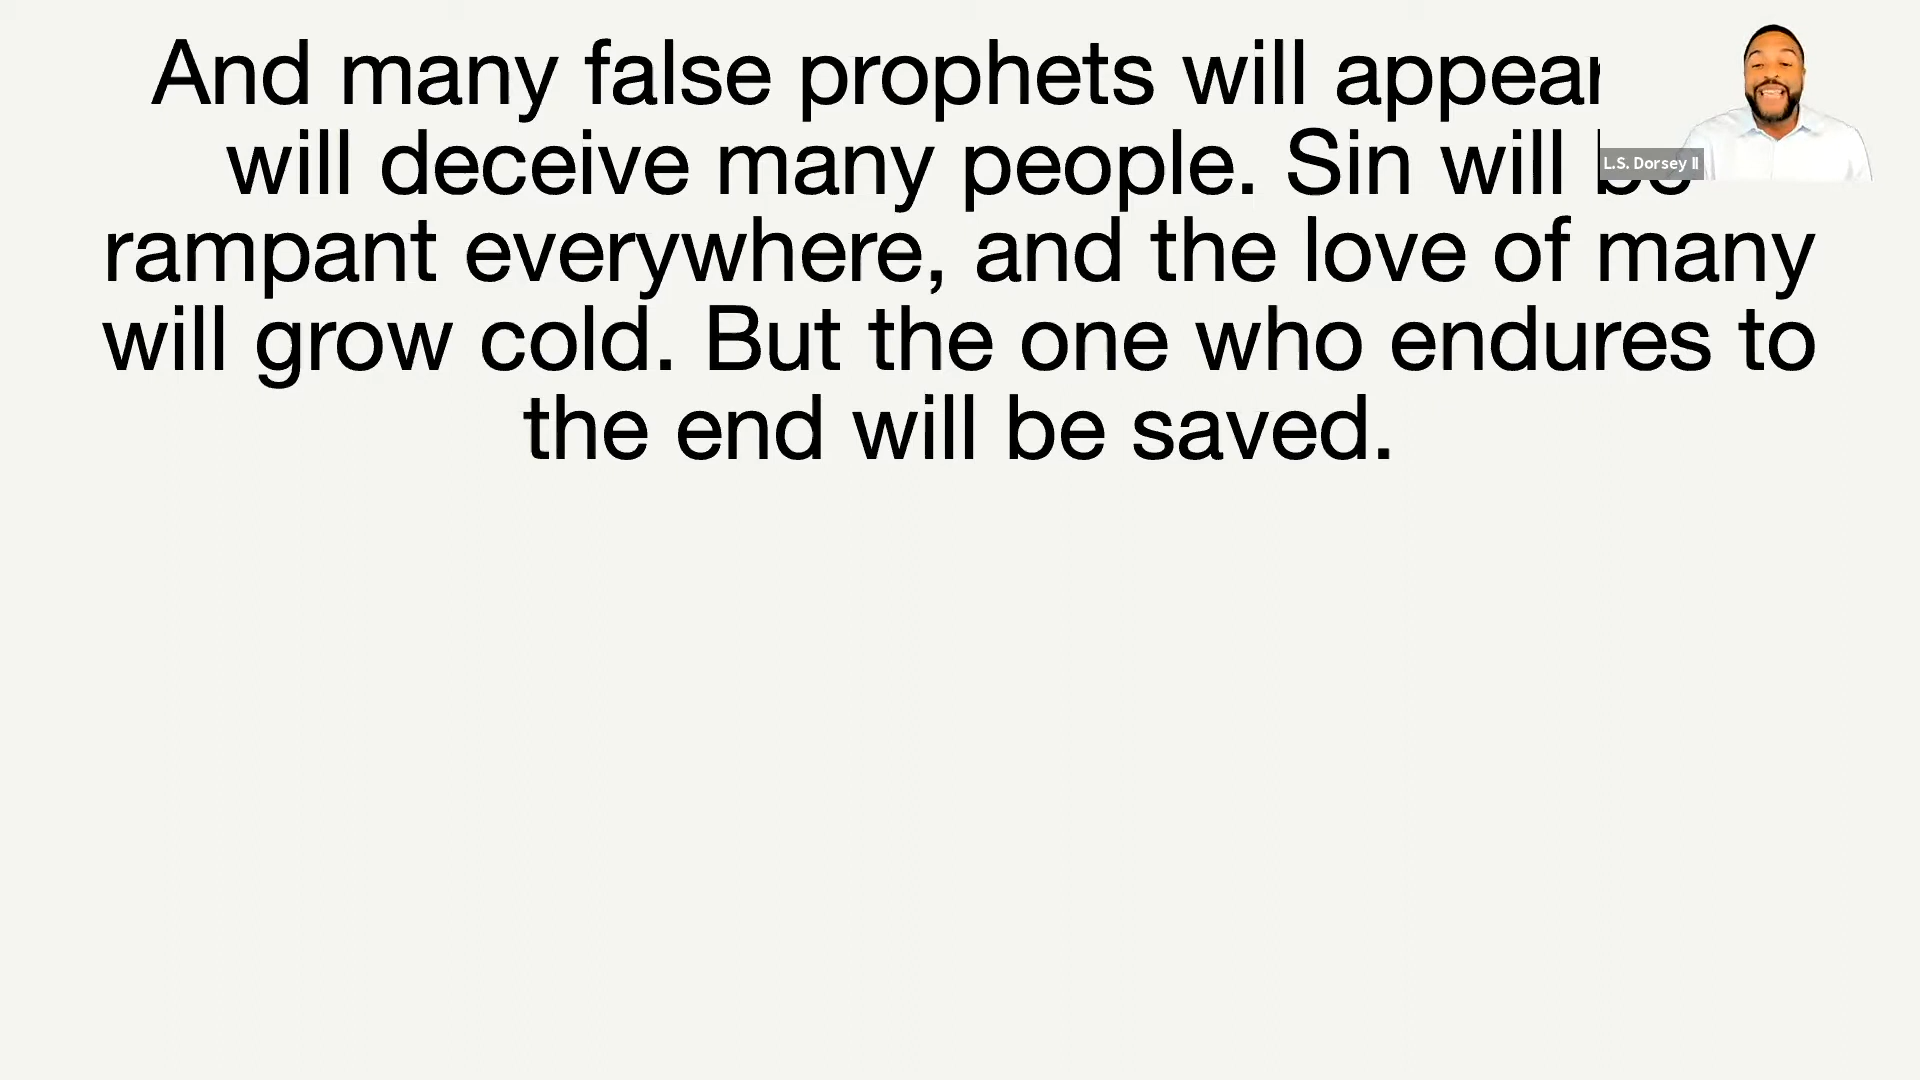 And many false prophets will appear
will deceive many people. Sin will be
L.S. Dorsey II
rampant everywhere, and the love of many
will grow cold. But the one who endures to
the end will be saved.